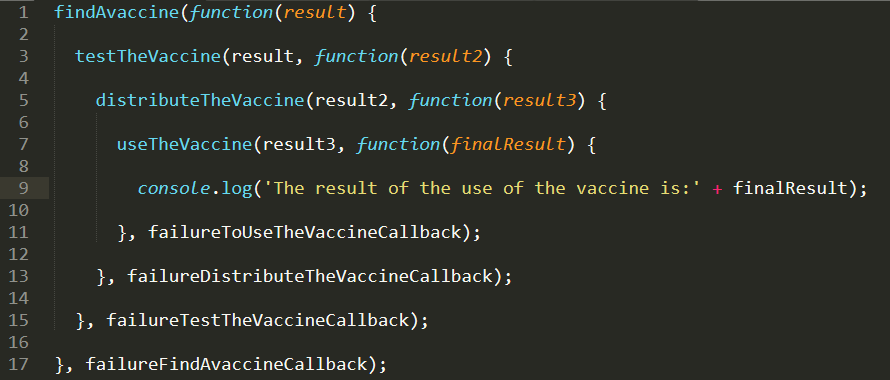 1 findAvaccine(function(result) {
2
3 testTheVaccine(result, function(result2) {
4
5 distributeTheVaccine(result2, function(result3) {
6
7 useTheVaccine(result3, function(finalResult) {
8
9 console.log('The result of the use of the vaccine is:' + finalResult);
10
11 }, failureToUseTheVaccineCallback);
12
13 }, failureDistributeTheVaccineCallback);
14
15 }, failureTestTheVaccineCallback);
16
17 }, failureFindAvaccineCallback);